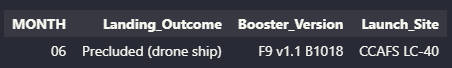 MONTH Landing_Outcome Booster_Version Launch_Site
06 Precluded (drone ship) F9 v1.1 B1018 CCAFS LC-40